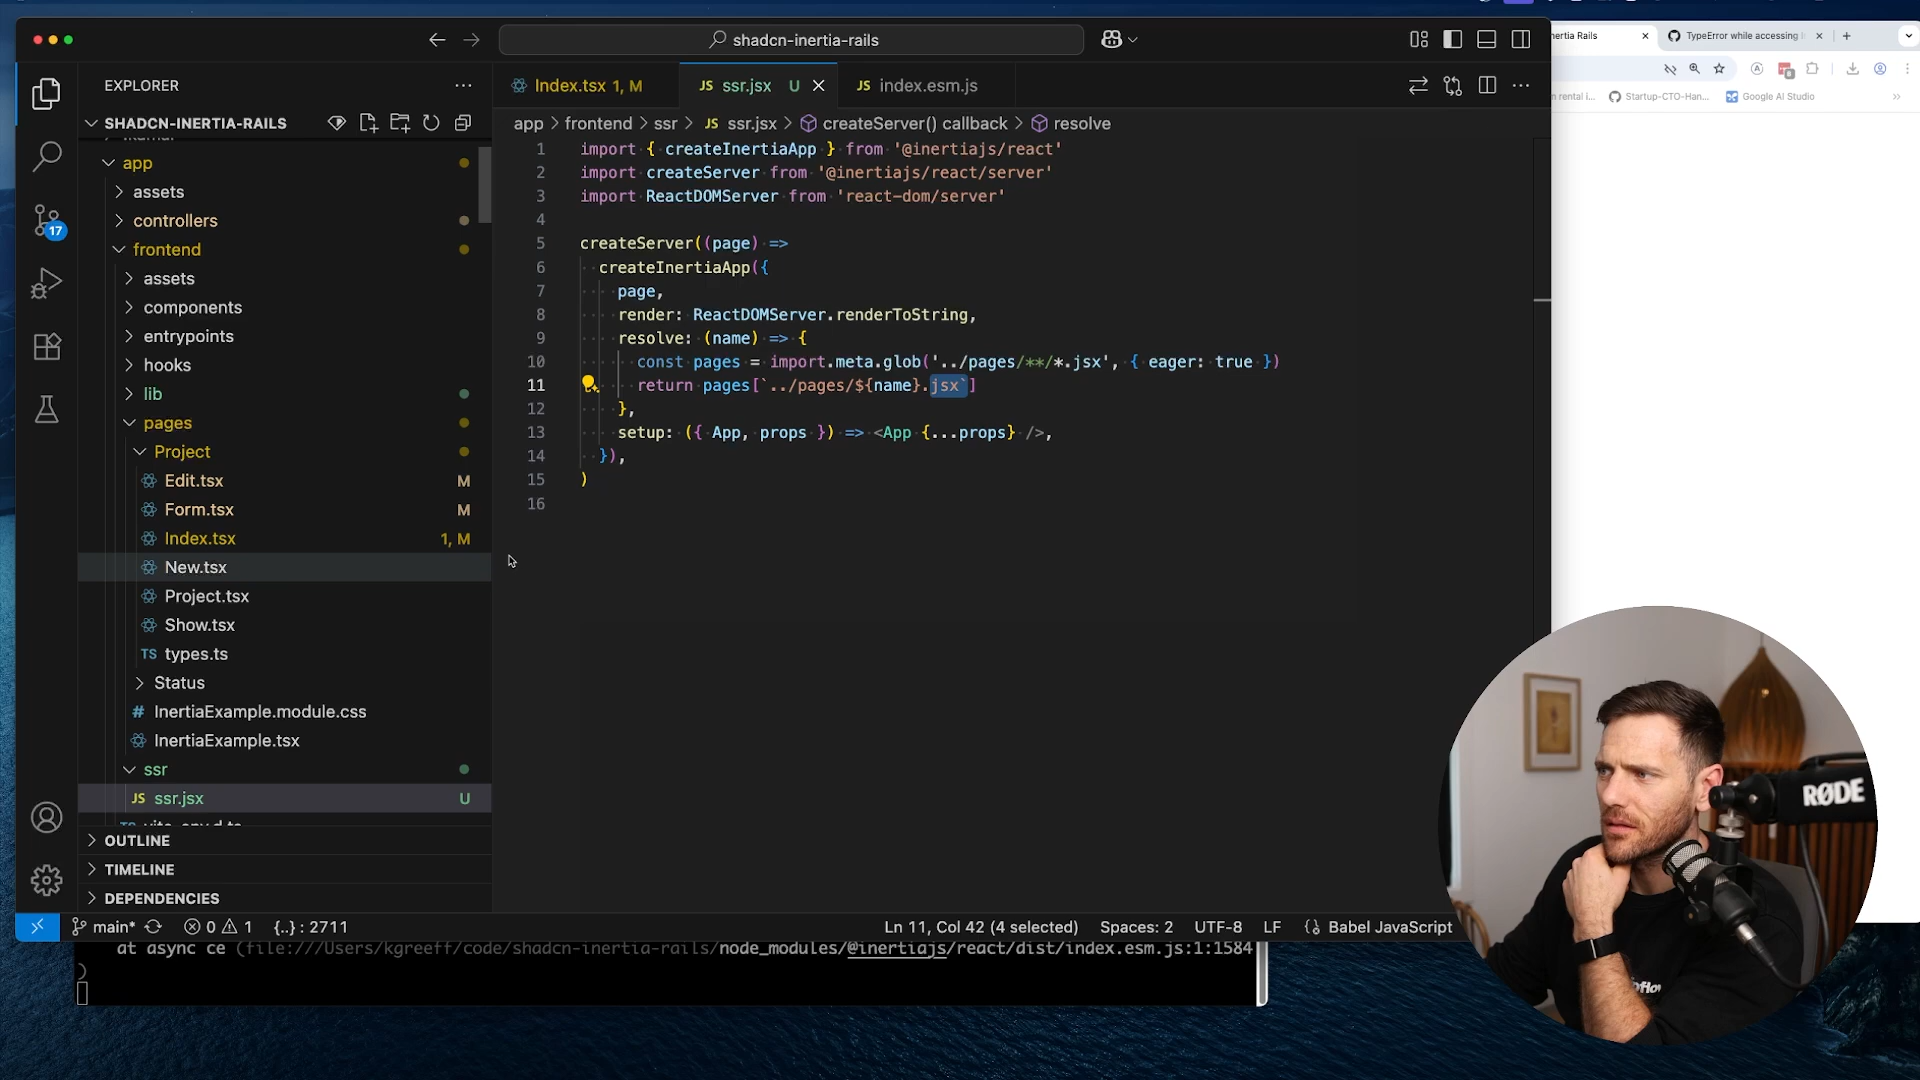 shadcn-inertia-rails
nertia Rails
TypeError while accessing
n rental i...
Startup-CTO-Han...
Google AI Studio
EXPLORER
Index.tsx 1, M
JS ssr.jsx U
JS index.esm.js
SHADCN-INERTIA-RAILS
app > frontend > ssr > JS ssr.jsx > createServer() callback > resolve
app
assets
controllers
frontend
assets
components
entrypoints
hooks
lib
pages
Project
Edit.tsx M
Form.tsx M
Index.tsx 1, M
New.tsx
Project.tsx
Show.tsx
TS types.ts
Status
# InertiaExample.module.css
InertiaExample.tsx
ssr
JS ssr.jsx U
OUTLINE
TIMELINE
DEPENDENCIES
17
1 import { createInertiaApp } from '@inertiajs/react'
2 import createServer from '@inertiajs/react/server'
3 import ReactDOMServer from 'react-dom/server'
4
5 createServer((page) =>
6 createInertiaApp({
7 page,
8 render: ReactDOMServer.renderToString,
9 resolve: (name) => {
10 const pages = import.meta.glob('../pages/**/*.jsx', { eager: true })
11 return pages[`../pages/${name}.jsx`]
12 },
13 setup: ({ App, props }) => <App {...props} />,
14 }),
15 )
16
main* 0 1 {..} : 2711
Ln 11, Col 42 (4 selected) Spaces: 2 UTF-8 LF {} Babel JavaScript
at async ce (file:///Users/kgreeff/code/shadcn-inertia-rails/node_modules/@inertiajs/react/dist/index.esm.js:1:1584
)
RØDE